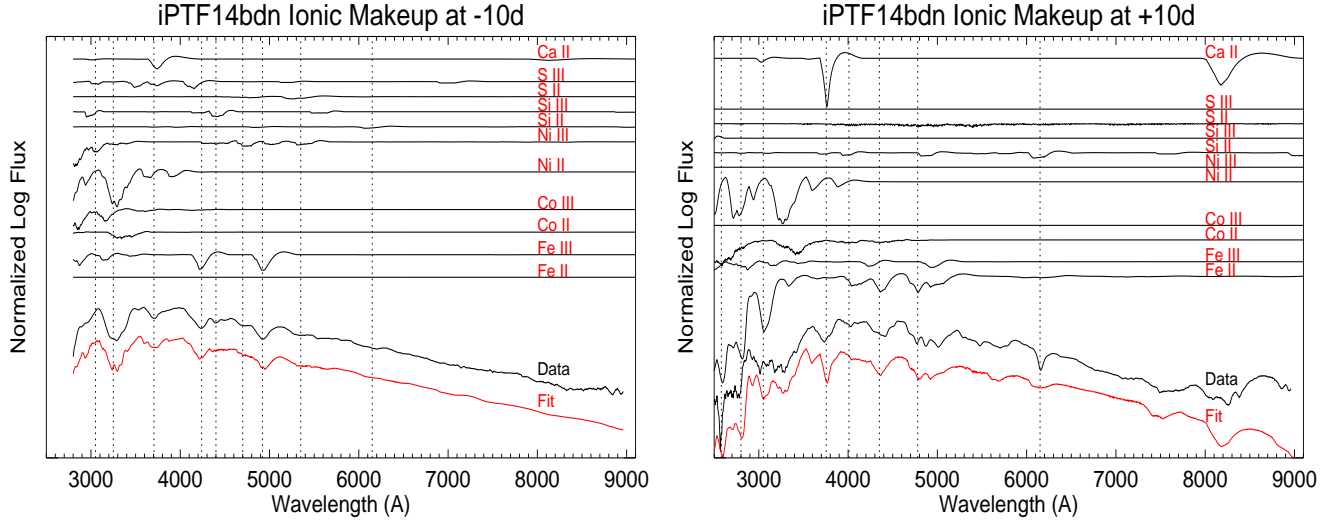 iPTF14bdn Ionic Makeup at -10d
Normalized Log Flux
Ca II
S III
S II
Si III
Si II
Ni III
Ni II
Co III
Co II
Fe III
Fe II
Data
Fit
3000 4000 5000 6000 7000 8000 9000
Wavelength (A)
iPTF14bdn Ionic Makeup at +10d
Normalized Log Flux
Ca II
S III
S II
Si III
Si II
Ni III
Ni II
Co III
Co II
Fe III
Fe II
Data
Fit
3000 4000 5000 6000 7000 8000 9000
Wavelength (A)